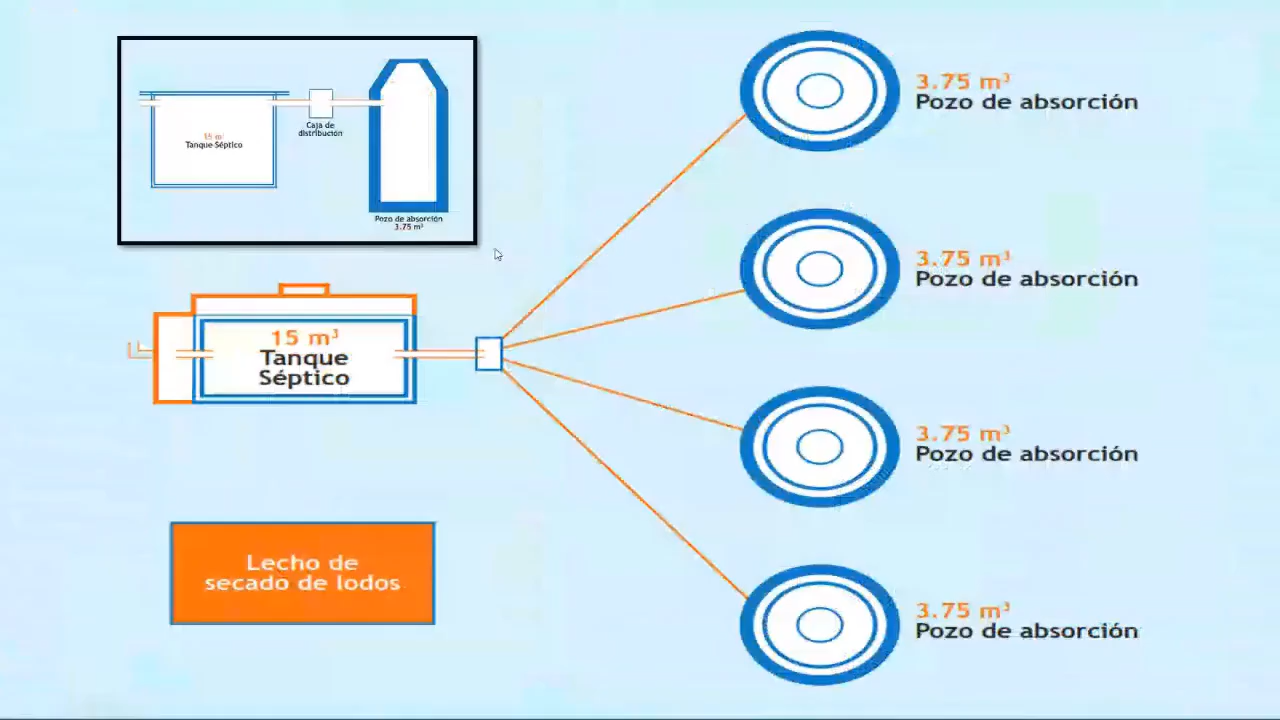 15 m³
Tanque Séptico
Caja de
distribución
Pozo de absorción
3.75 m³
15 m³
Tanque
Séptico
Lecho de
secado de lodos
3.75 m³
Pozo de absorción
3.75 m³
Pozo de absorción
3.75 m³
Pozo de absorción
3.75 m³
Pozo de absorción